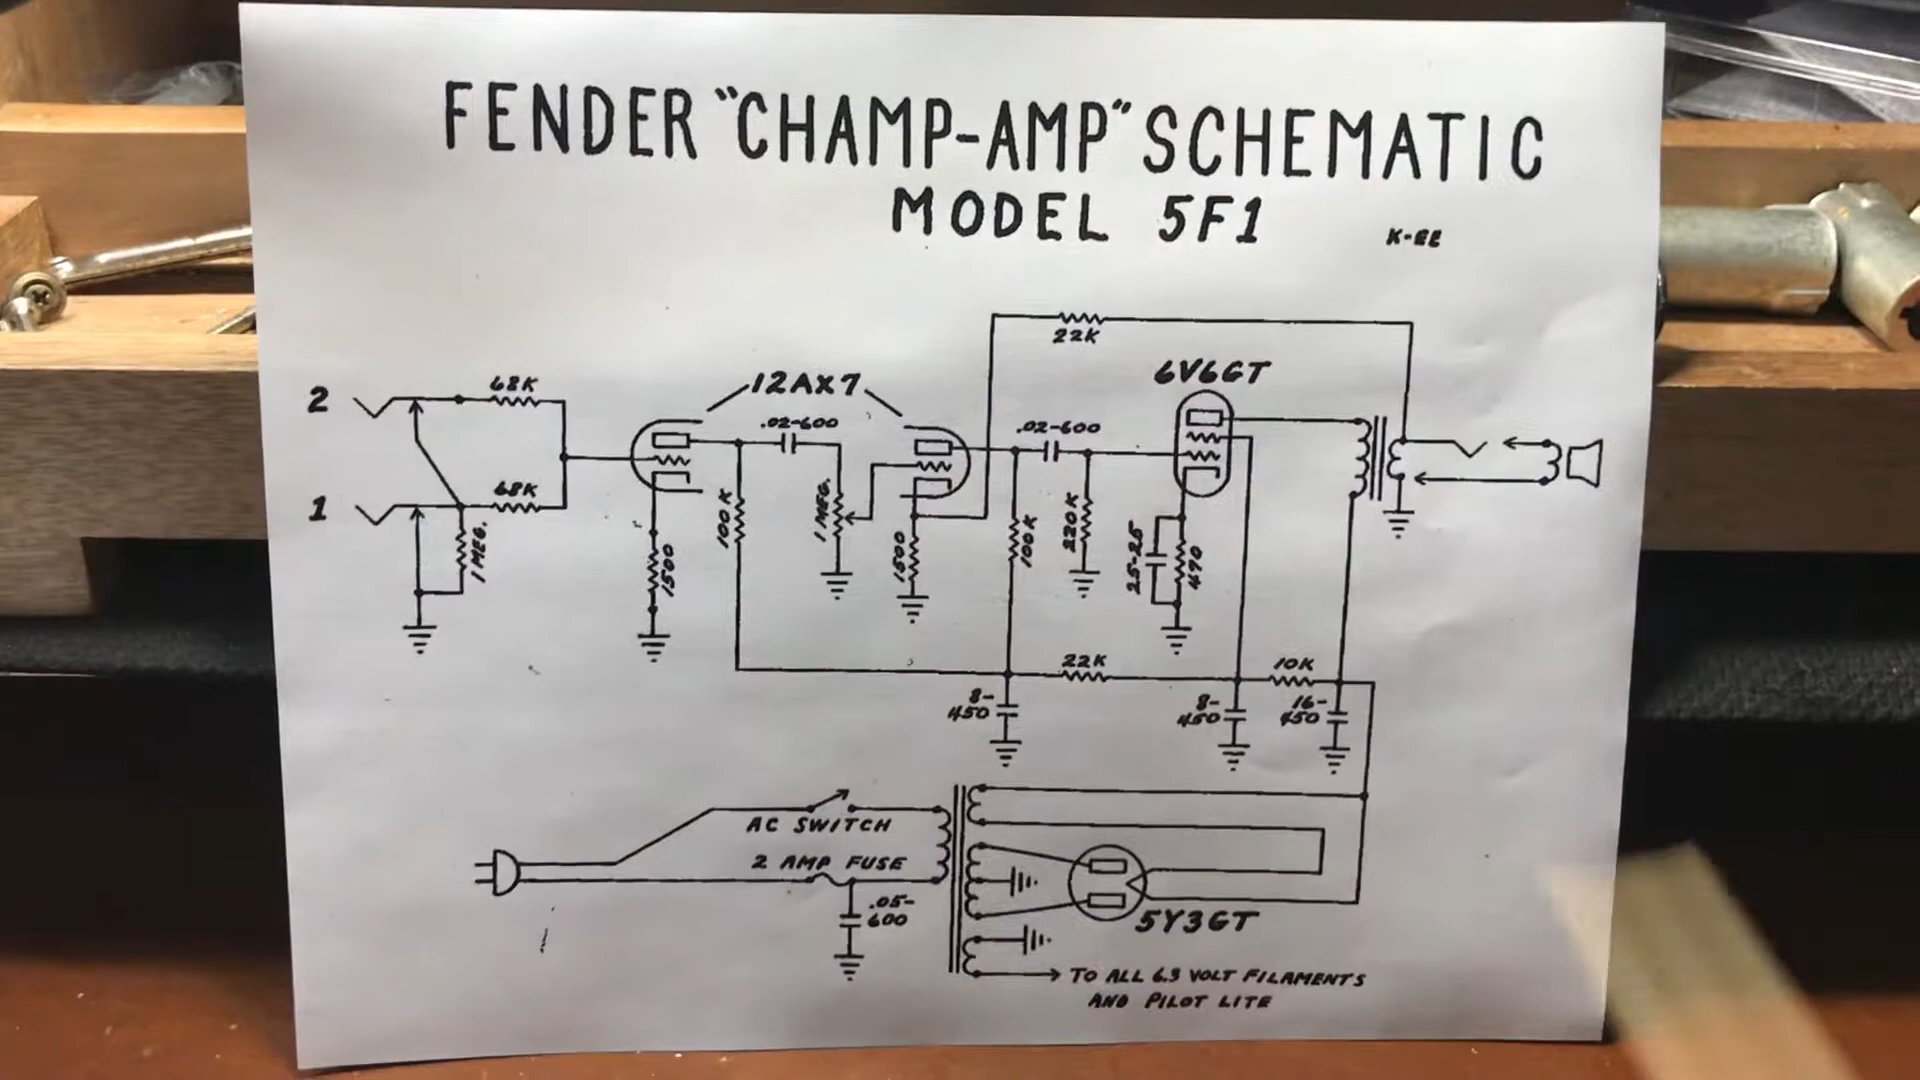 FENDER "CHAMP-AMP" SCHEMATIC
MODEL 5F1
K-EE
22K
6V6GT
12AX7
2
68K
.02-600
.02-600
1
68K
1 MEG.
1500
100K
1 MEG.
1500
100K
220K
25-25
470
22K
10K
8-
450
8-
450
16-
450
AC SWITCH
2 AMP FUSE
.05-
600
5Y3GT
TO ALL 6.3 VOLT FILAMENTS
AND PILOT LITE